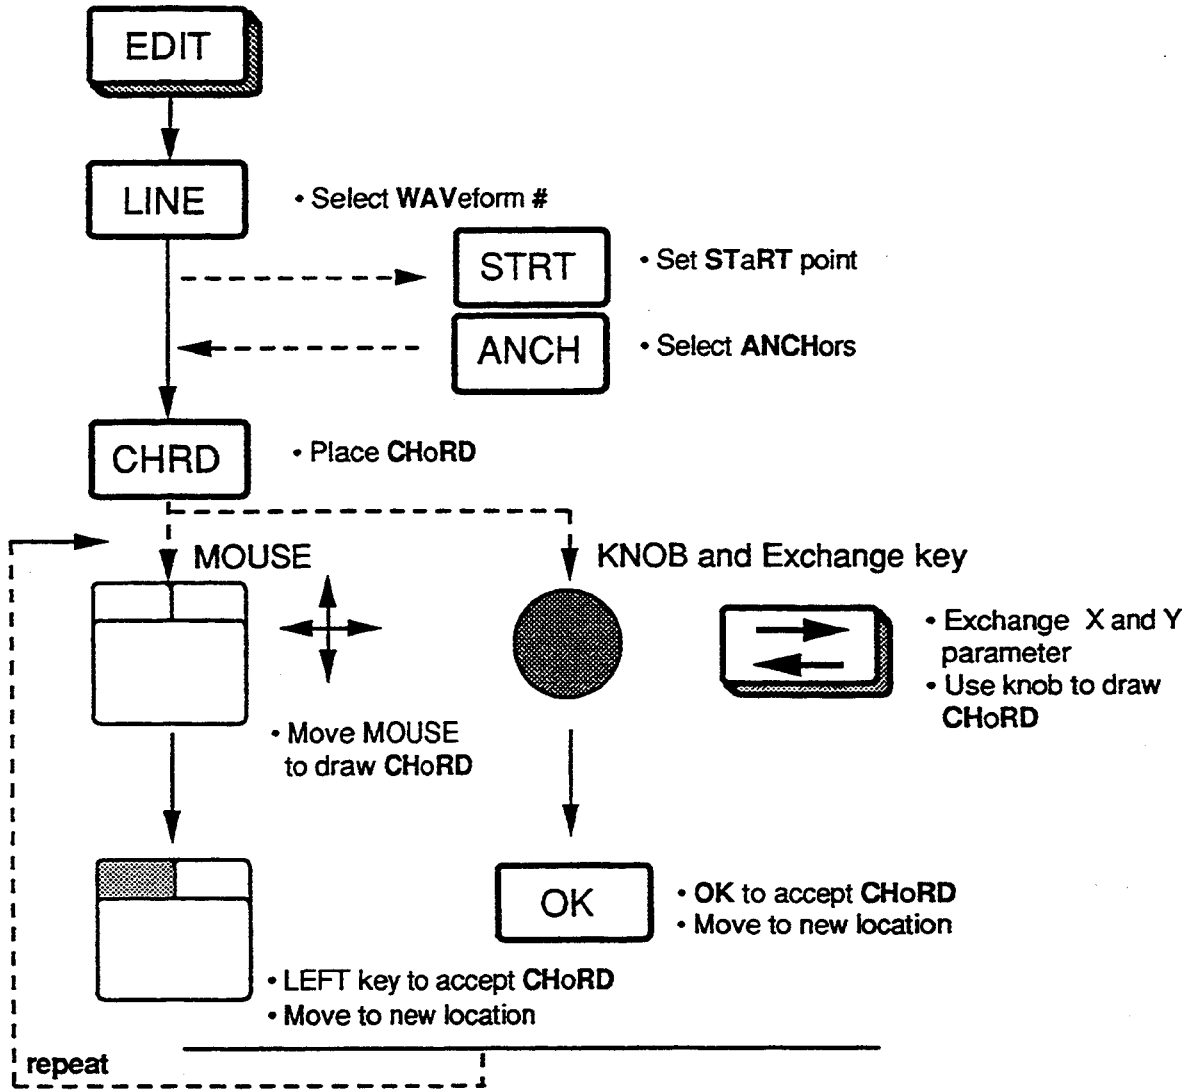 EDIT
LINE
• Select WAVeform #
STRT
• Set STaRT point
ANCH
• Select ANCHors
CHRD
• Place CHoRD
MOUSE
KNOB and Exchange key
• Exchange X and Y
parameter
• Use knob to draw
CHoRD
• Move MOUSE
to draw CHoRD
OK
• OK to accept CHoRD
• Move to new location
• LEFT key to accept CHoRD
• Move to new location
repeat